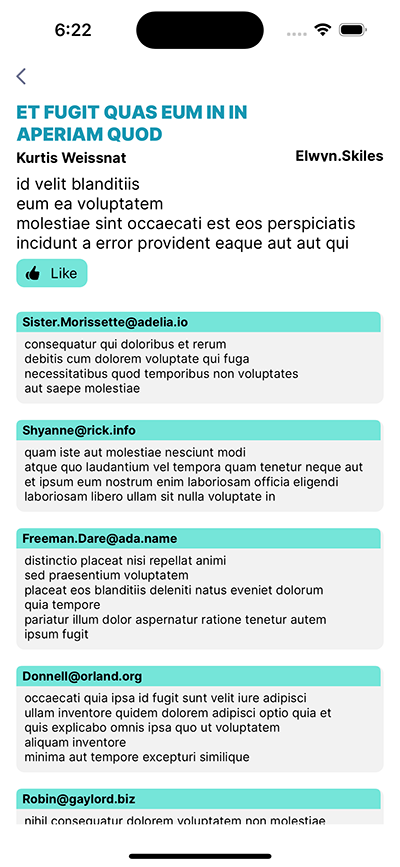 6:22
ET FUGIT QUAS EUM IN IN
APERIAM QUOD
Kurtis Weissnat
Elwyn.Skiles
id velit blanditiis
eum ea voluptatem
molestiae sint occaecati est eos perspiciatis
incidunt a error provident eaque aut aut qui
Like
Sister.Morissette@adelia.io
consequatur qui doloribus et rerum
debitis cum dolorem voluptate qui fuga
necessitatibus quod temporibus non voluptates
aut saepe molestiae
Shyanne@rick.info
quam iste aut molestiae nesciunt modi
atque quo laudantium vel tempora quam tenetur neque aut
et ipsum eum nostrum enim laboriosam officia eligendi
laboriosam libero ullam sit nulla voluptate in
Freeman.Dare@ada.name
distinctio placeat nisi repellat animi
sed praesentium voluptatem
placeat eos blanditiis deleniti natus eveniet dolorum
quia tempore
pariatur illum dolor aspernatur ratione tenetur autem
ipsum fugit
Donnell@orland.org
occaecati quia ipsa id fugit sunt velit iure adipisci
ullam inventore quidem dolorem adipisci optio quia et
quis explicabo omnis ipsa quo ut voluptatem
aliquam inventore
minima aut tempore excepturi similique
Robin@gaylord.biz
nihil consequatur dolorem voluptatem non molestiae